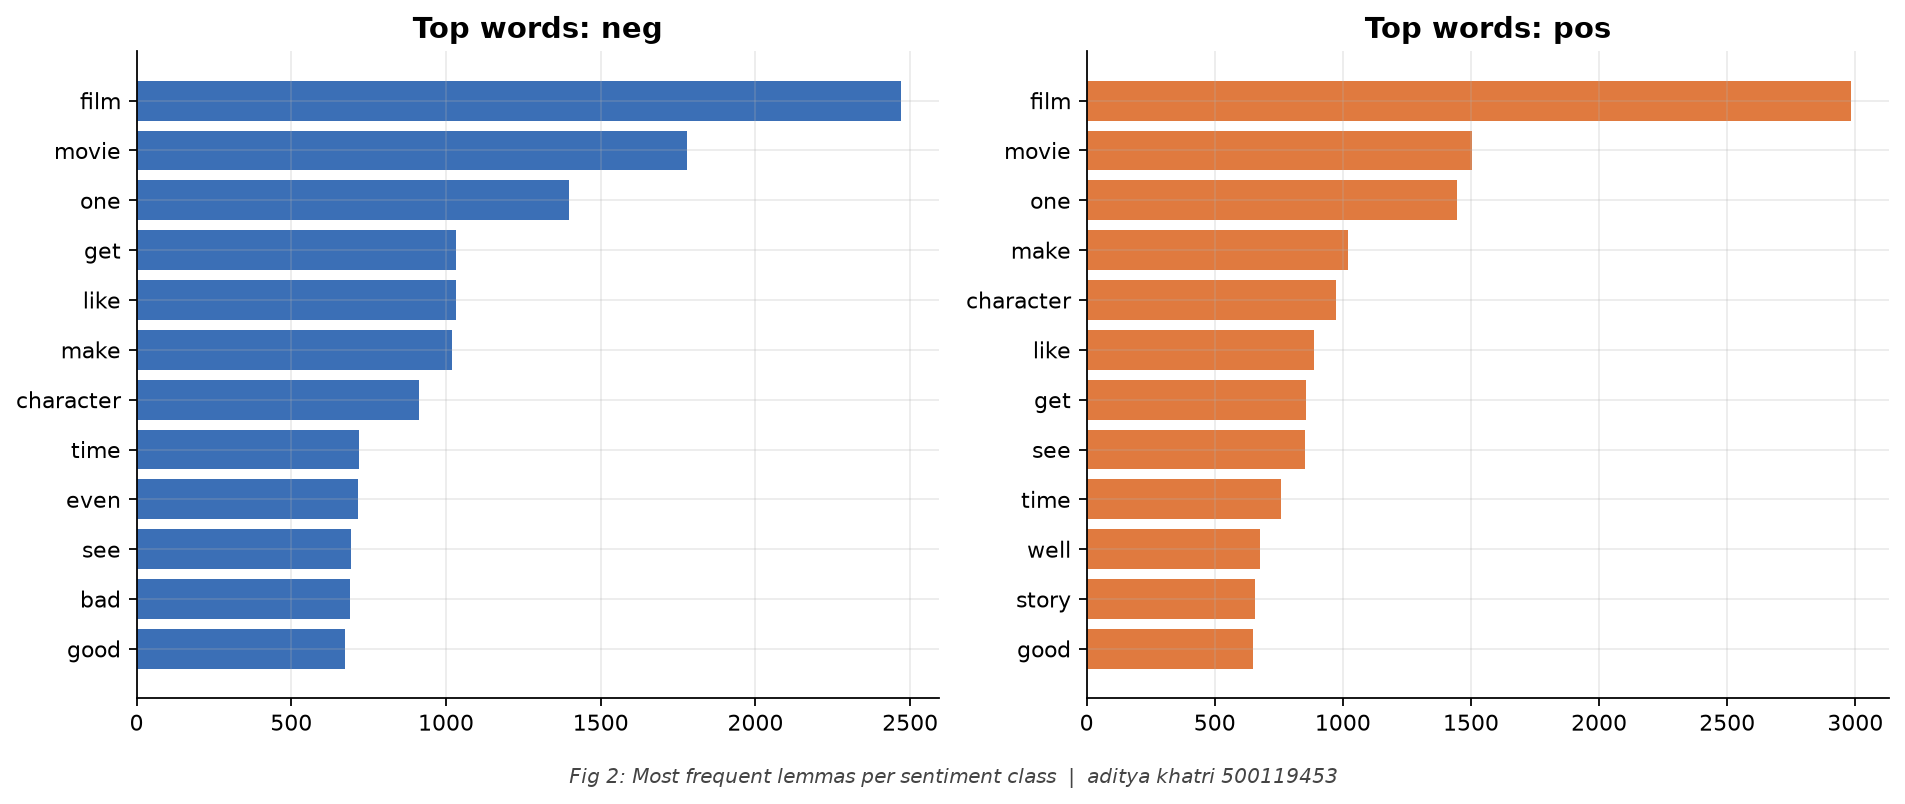 Top words: neg
film
movie
one
get
like
make
character
time
even
see
bad
good
0 500 1000 1500 2000 2500
Top words: pos
film
movie
one
make
character
like
get
see
time
well
story
good
0 500 1000 1500 2000 2500 3000
Fig 2: Most frequent lemmas per sentiment class | aditya khatri 500119453